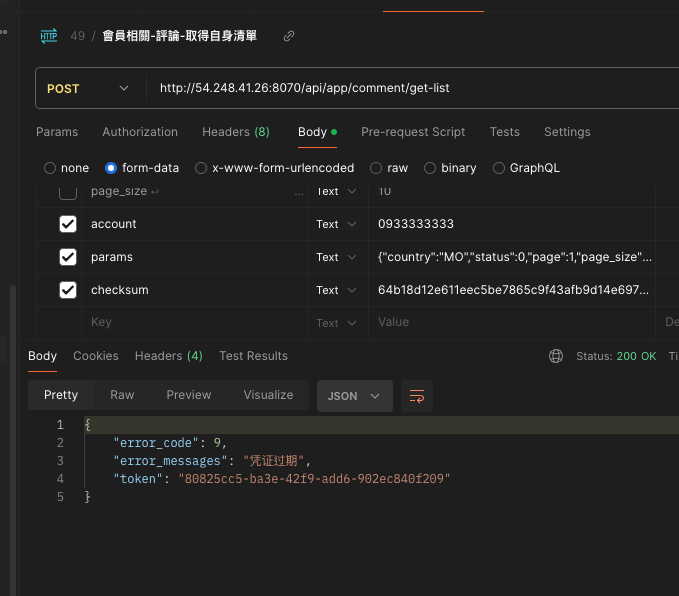 HTTP 49 / 會員相關-評論-取得自身清單
POST http://54.248.41.26:8070/api/app/comment/get-list
Params Authorization Headers (8) Body Pre-request Script Tests Settings
none form-data x-www-form-urlencoded raw binary GraphQL
page_size ... Text 10
account Text 0933333333
params Text {"country":"MO","status":0,"page":1,"page_size"...
checksum Text 64b18d12e611eec5be7865c9f43afb9d14e697...
Key Text Value De
Body Cookies Headers (4) Test Results Status: 200 OK Ti
Pretty Raw Preview Visualize JSON
1 {
2 "error_code": 9,
3 "error_messages": "凭证过期",
4 "token": "80825cc5-ba3e-42f9-add6-902ec840f209"
5 }